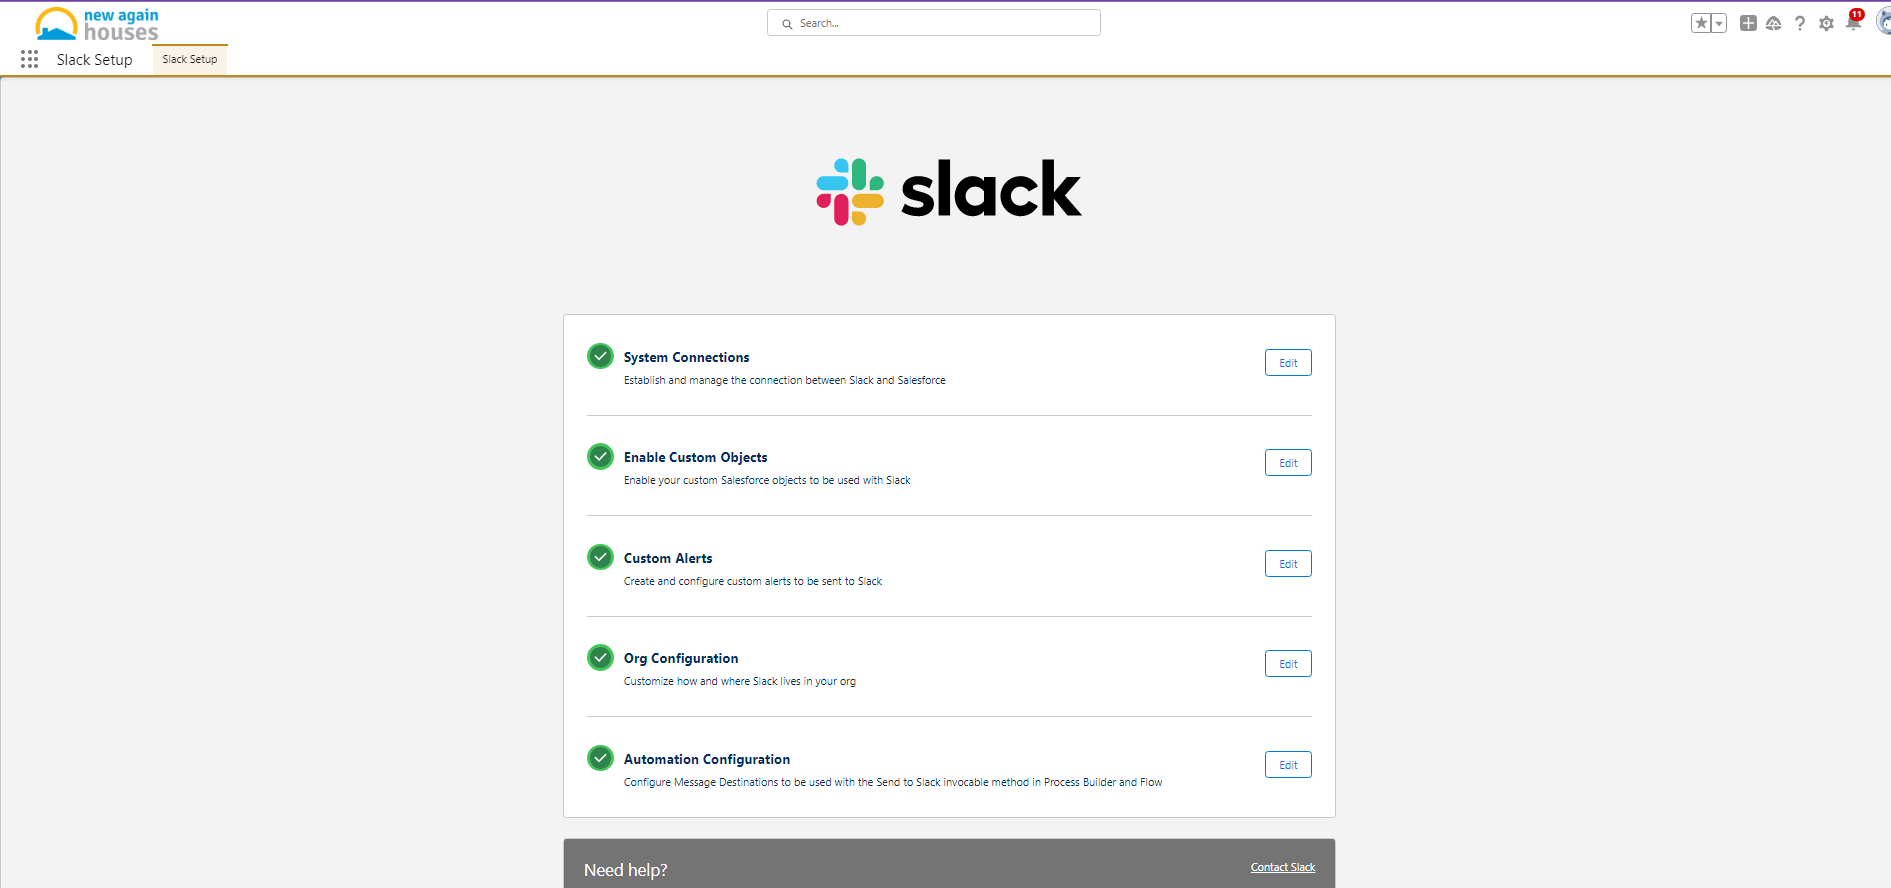 new again
houses
Search...
11
Slack Setup
Slack Setup
slack
System Connections
Edit
Establish and manage the connection between Slack and Salesforce
Enable Custom Objects
Edit
Enable your custom Salesforce objects to be used with Slack
Custom Alerts
Edit
Create and configure custom alerts to be sent to Slack
Org Configuration
Edit
Customize how and where Slack lives in your org
Automation Configuration
Edit
Configure Message Destinations to be used with the Send to Slack invocable method in Process Builder and Flow
Need help?
Contact Slack